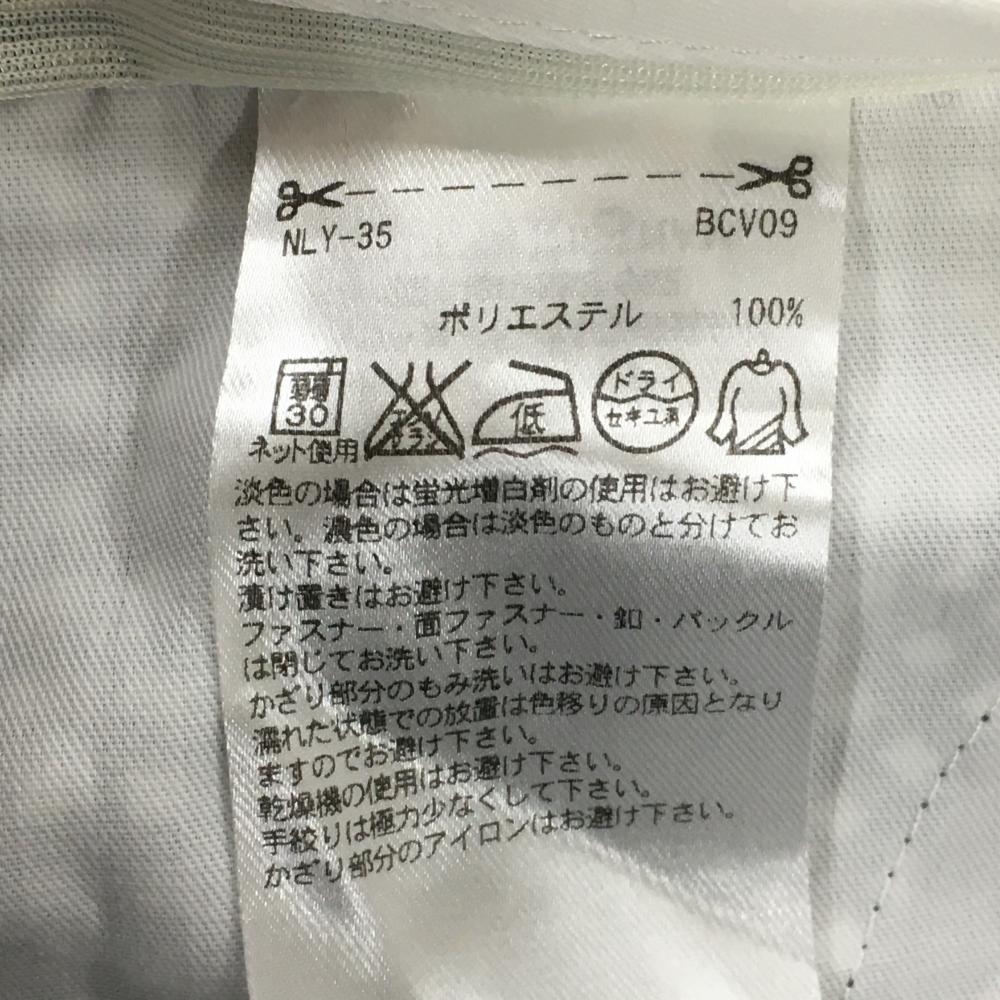 NLY-35 BCV09
ポリエステル 100%
弱 30 エンソ サラシ 低 ドライ セキユ系
ネット使用
淡色の場合は蛍光増白剤の使用はお避け下
さい。濃色の場合は淡色のものと分けてお
洗い下さい。
漬け置きはお避け下さい。
ファスナー・面ファスナー・釦・バックル
は閉じてお洗い下さい。
かざり部分のもみ洗いはお避け下さい。
濡れた状態での放置は色移りの原因となり
ますのでお避け下さい。
乾燥機の使用はお避け下さい。
手絞りは極力少なくして下さい。
かざり部分のアイロンはお避け下さい。